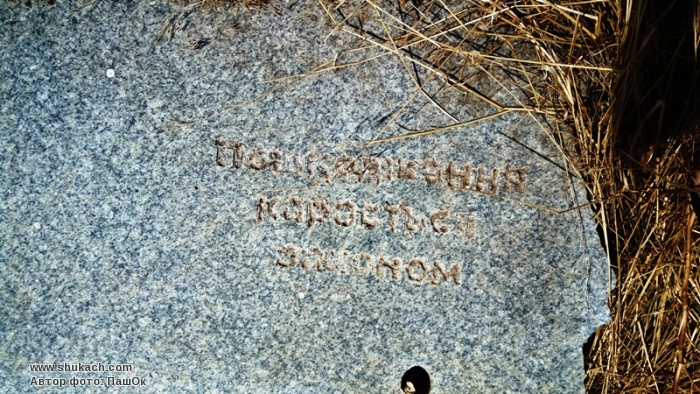 Пошкодження
карається
законом
www.shukach.com
Автор фото: ПашОк